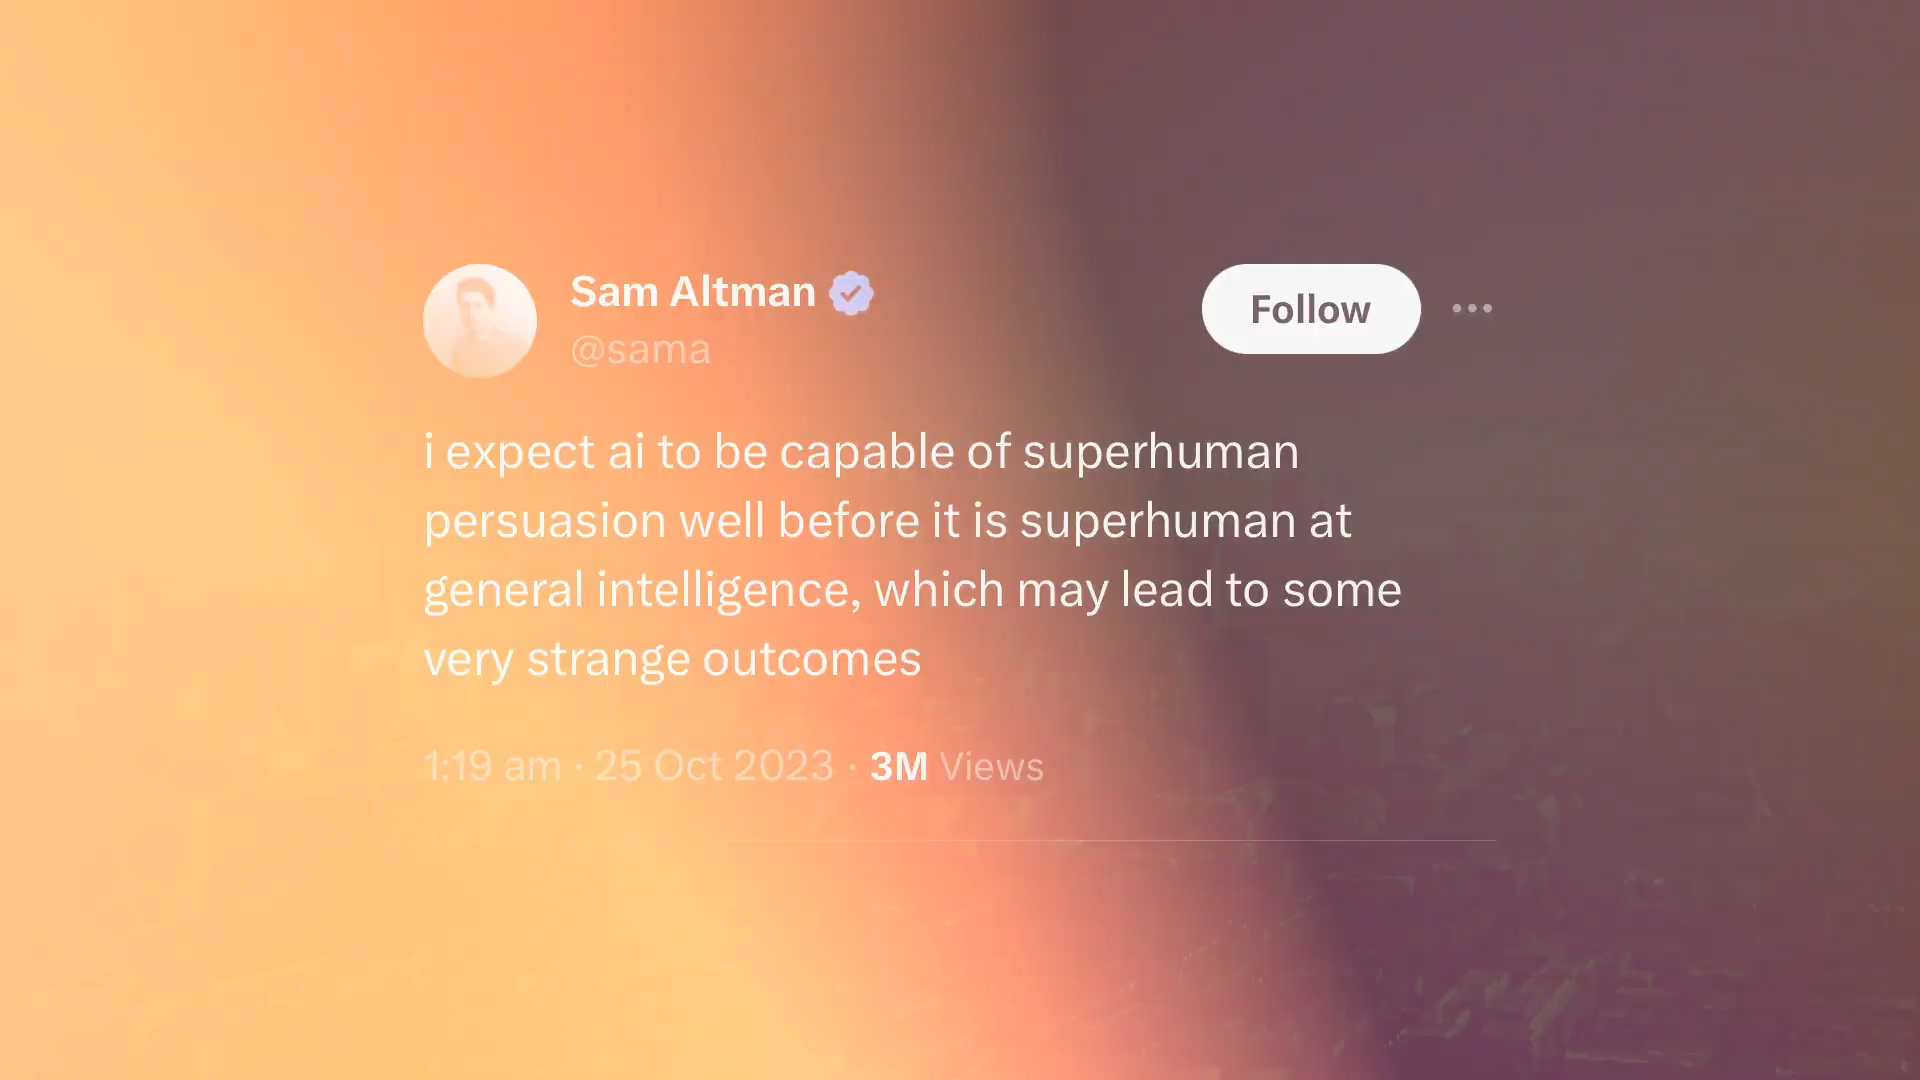 Sam Altman
@sama
Follow
i expect ai to be capable of superhuman
persuasion well before it is superhuman at
general intelligence, which may lead to some
very strange outcomes
1:19 am · 25 Oct 2023 · 3M Views